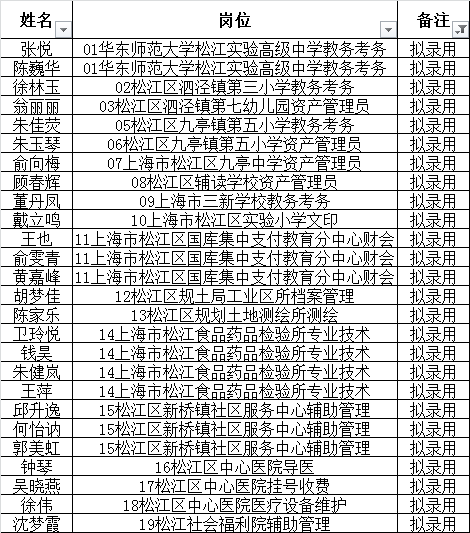 姓名 岗位 备注
张悦 01华东师范大学松江实验高级中学教务考务 拟录用
陈巍华 01华东师范大学松江实验高级中学教务考务 拟录用
徐林玉 02松江区泗泾镇第三小学教务考务 拟录用
翁丽丽 03松江区泗泾镇第七幼儿园资产管理员 拟录用
朱佳荧 05松江区九亭镇第五小学教务考务 拟录用
朱玉琴 06松江区九亭镇第五小学资产管理员 拟录用
俞向梅 07上海市松江区九亭中学资产管理员 拟录用
顾春辉 08松江区辅读学校资产管理员 拟录用
董丹凤 09上海市三新学校教务考务 拟录用
戴立鸣 10上海市松江区实验小学文印 拟录用
王也 11上海市松江区国库集中支付教育分中心财会 拟录用
俞雯青 11上海市松江区国库集中支付教育分中心财会 拟录用
黄嘉峰 11上海市松江区国库集中支付教育分中心财会 拟录用
胡梦佳 12松江区规土局工业区所档案管理 拟录用
陈家乐 13松江区规划土地测绘所测绘 拟录用
卫玲悦 14上海市松江食品药品检验所专业技术 拟录用
钱昊 14上海市松江食品药品检验所专业技术 拟录用
朱健岚 14上海市松江食品药品检验所专业技术 拟录用
王萍 14上海市松江食品药品检验所专业技术 拟录用
邱升逸 15松江区新桥镇社区服务中心辅助管理 拟录用
何怡讷 15松江区新桥镇社区服务中心辅助管理 拟录用
郭美虹 15松江区新桥镇社区服务中心辅助管理 拟录用
钟琴 16松江区中心医院导医 拟录用
吴晓燕 17松江区中心医院挂号收费 拟录用
徐伟 18松江区中心医院医疗设备维护 拟录用
沈梦霞 19松江社会福利院辅助管理 拟录用